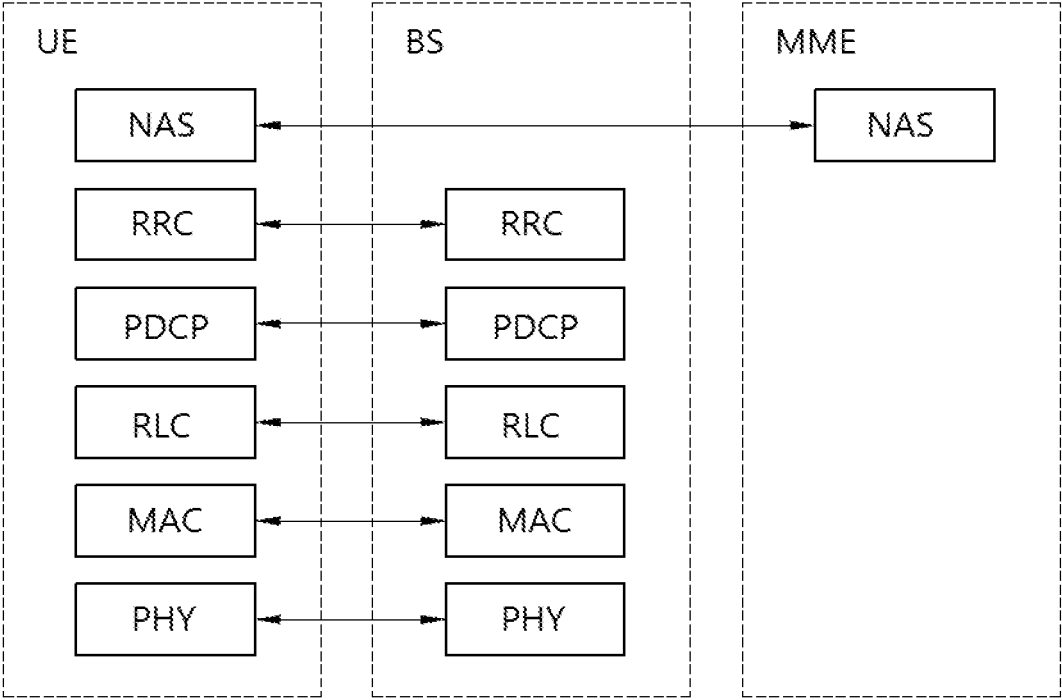 UE BS MME
NAS NAS
RRC RRC
PDCP PDCP
RLC RLC
MAC MAC
PHY PHY